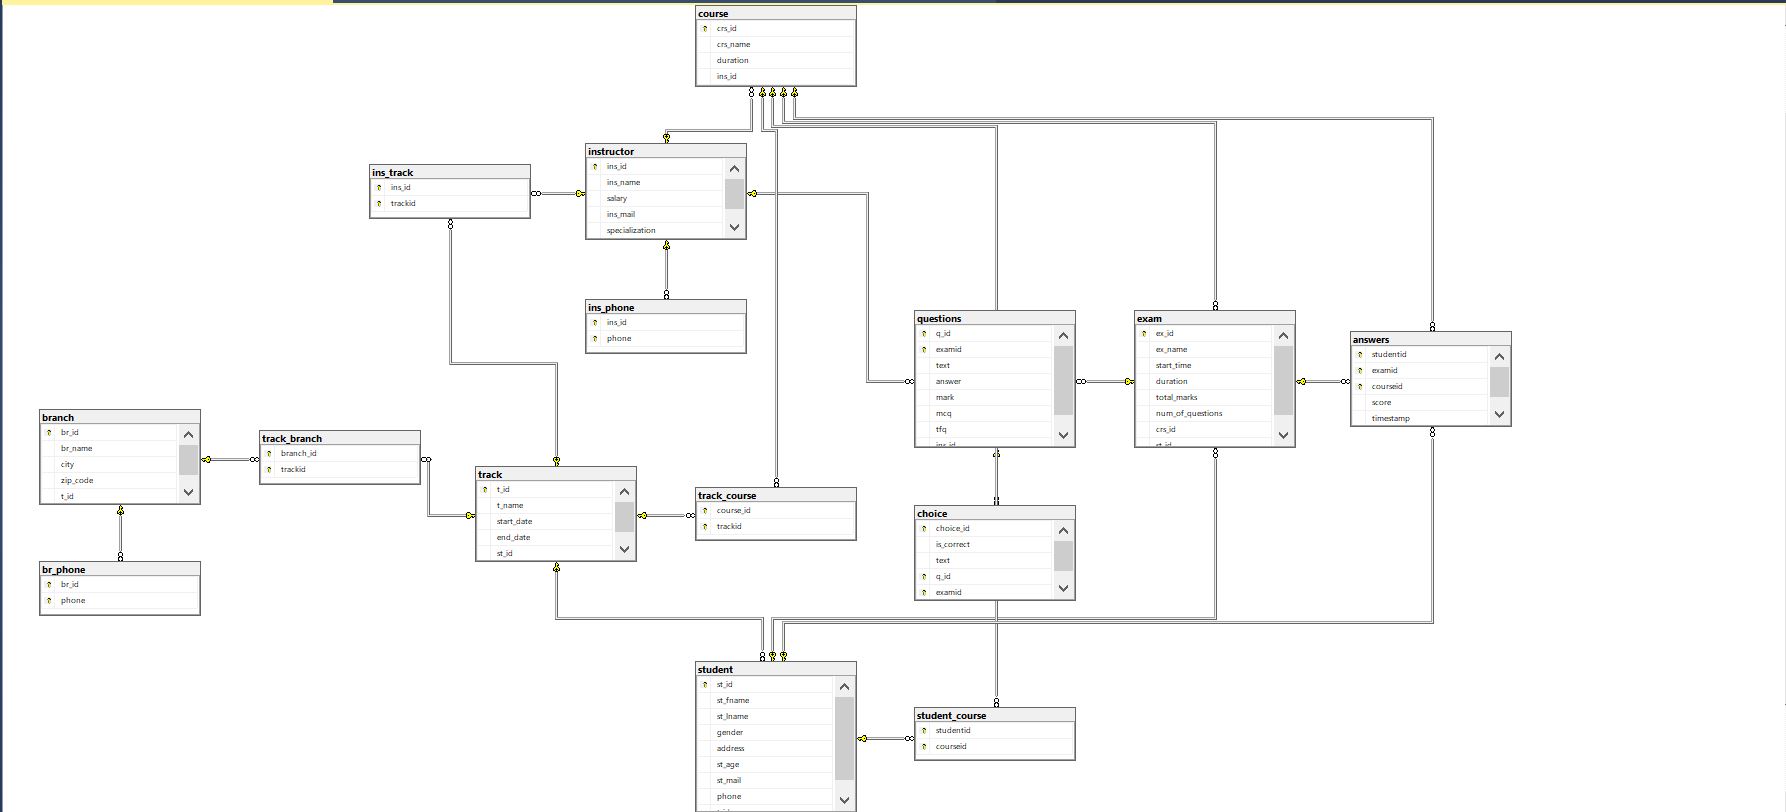 course
crs_id
crs_name
duration
ins_id
instructor
ins_id
ins_name
salary
ins_mail
specialization
ins_track
ins_id
trackid
ins_phone
ins_id
phone
questions
q_id
examid
text
answer
mark
mcq
tfq
ins_id
exam
ex_id
ex_name
start_time
duration
total_marks
num_of_questions
crs_id
st_id
answers
studentid
examid
courseid
score
timestamp
branch
br_id
br_name
city
zip_code
t_id
track_branch
branch_id
trackid
track
t_id
t_name
start_date
end_date
st_id
track_course
course_id
trackid
choice
choice_id
is_correct
text
q_id
examid
br_phone
br_id
phone
student
st_id
st_fname
st_lname
gender
address
st_age
st_mail
phone
student_course
studentid
courseid